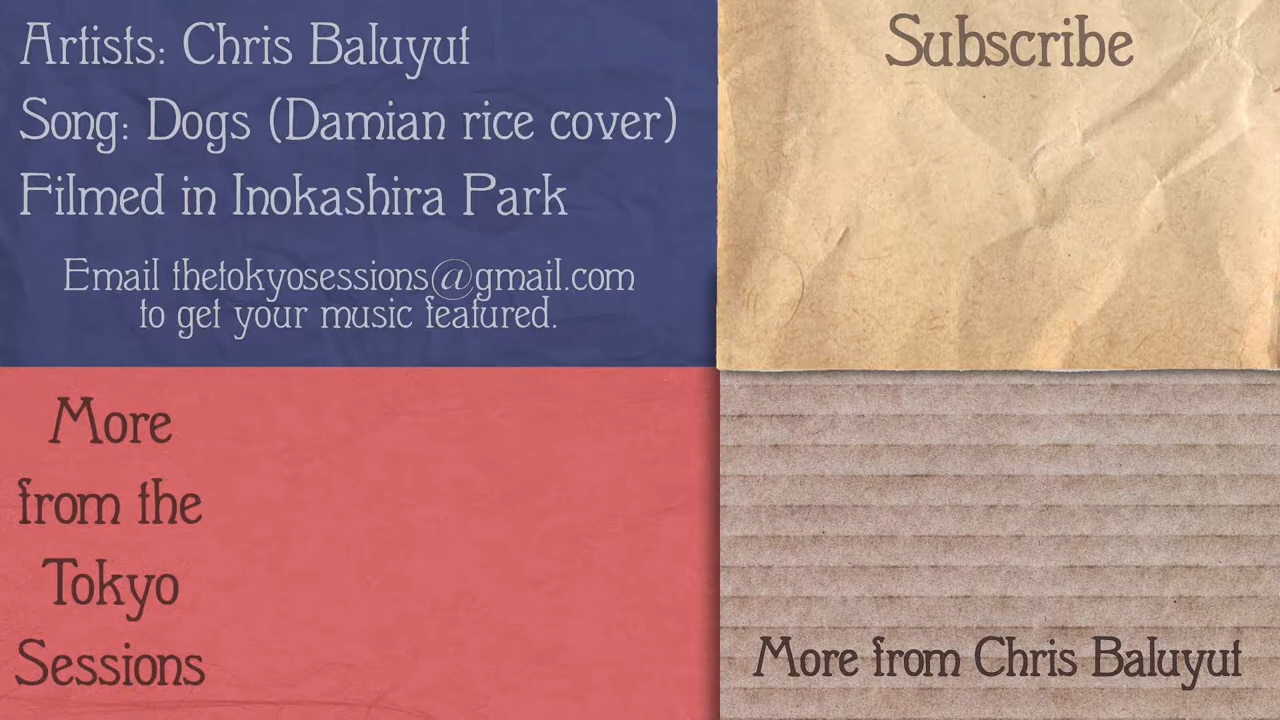 Artists: Chris Baluyut
Song: Dogs (Damian rice cover)
Filmed in Inokashira Park
Email thetokyosessions@gmail.com
to get your music featured.
Subscribe
More
from the
Tokyo
Sessions
More from Chris Baluyut